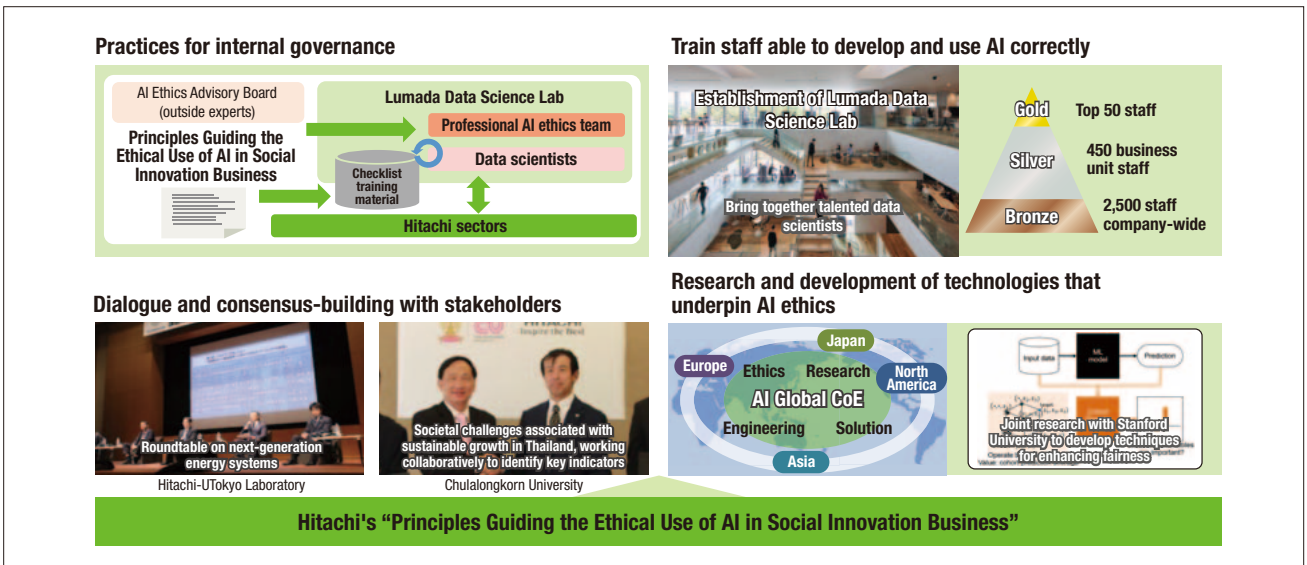 Practices for internal governance
AI Ethics Advisory Board
(outside experts)
Principles Guiding the
Ethical Use of AI in Social
Innovation Business
Lumada Data Science Lab
Professional AI ethics team
Data scientists
Checklist
training
material
Hitachi sectors
Train staff able to develop and use AI correctly
Establishment of Lumada Data
Science Lab
Bring together talented data
scientists
Gold
Top 50 staff
Silver
450 business
unit staff
Bronze
2,500 staff
company-wide
Dialogue and consensus-building with stakeholders
Roundtable on next-generation
energy systems
Hitachi-UTokyo Laboratory
Societal challenges associated with
sustainable growth in Thailand, working
collaboratively to identify key indicators
Chulalongkorn University
Research and development of technologies that
underpin AI ethics
Japan
Europe
North
America
Ethics
Research
AI Global CoE
Engineering
Solution
Asia
Input data
ML
model
Prediction
Joint research with Stanford
University to develop techniques
for enhancing fairness
Hitachi's “Principles Guiding the Ethical Use of AI in Social Innovation Business”